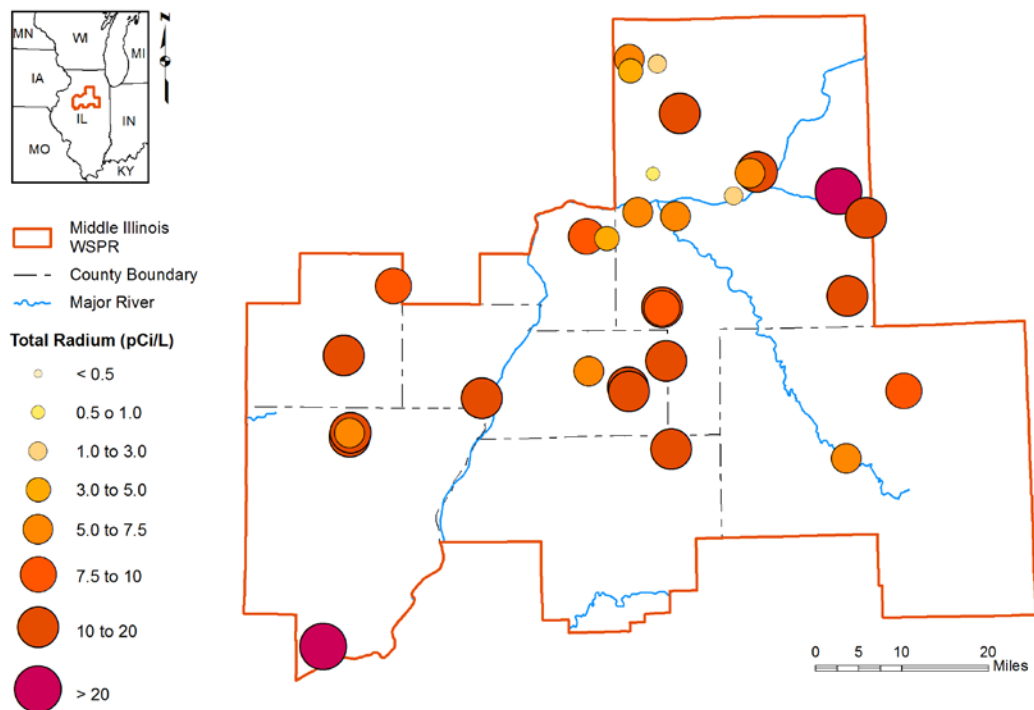 N
MN
WI
MI
IA
IL
IN
MO
KY
Middle Illinois
WSPR
County Boundary
Major River
Total Radium (pCi/L)
< 0.5
0.5 o 1.0
1.0 to 3.0
3.0 to 5.0
5.0 to 7.5
7.5 to 10
10 to 20
> 20
0 5 10 20
Miles